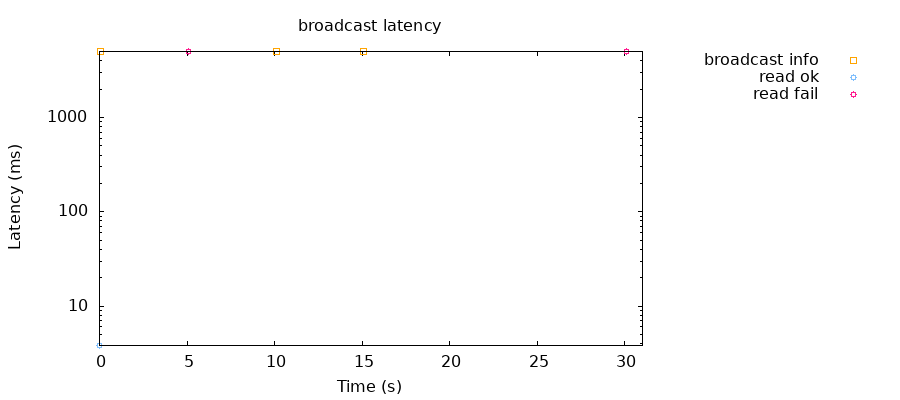 broadcast latency
broadcast info
read ok
read fail
Latency (ms)
1000
100
10
0 5 10 15 20 25 30
Time (s)